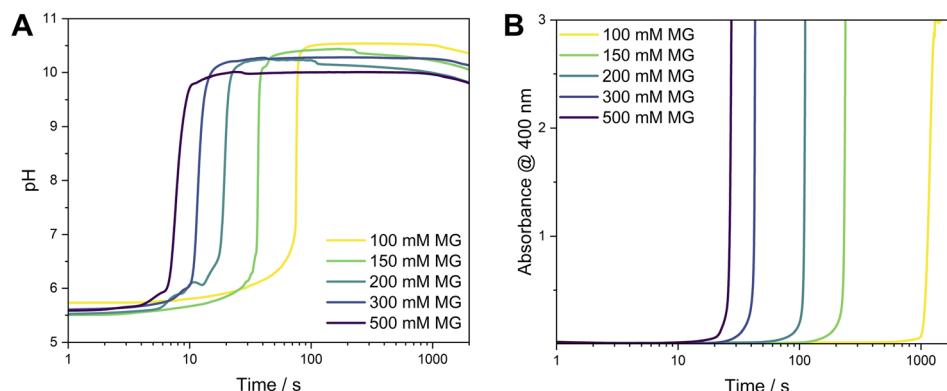 A
pH
11
10
9
8
7
6
5
100 mM MG
150 mM MG
200 mM MG
300 mM MG
500 mM MG
1 10 100 1000
Time / s
B
Absorbance @ 400 nm
3
2
1
100 mM MG
150 mM MG
200 mM MG
300 mM MG
500 mM MG
1 10 100 1000
Time / s